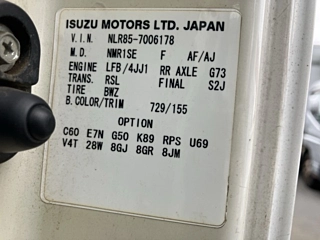 ISUZU MOTORS LTD. JAPAN
V.I.N. NLR85-7006178
M.D. NMR1SE F AF/AJ
ENGINE LFB/4JJ1 RR AXLE G73
TRANS. RSL FINAL S2J
TIRE BWZ
B.COLOR/TRIM 729/155
OPTION
C60 E7N G50 K89 RPS U69
V4T 28W 8GJ 8GR 8JM